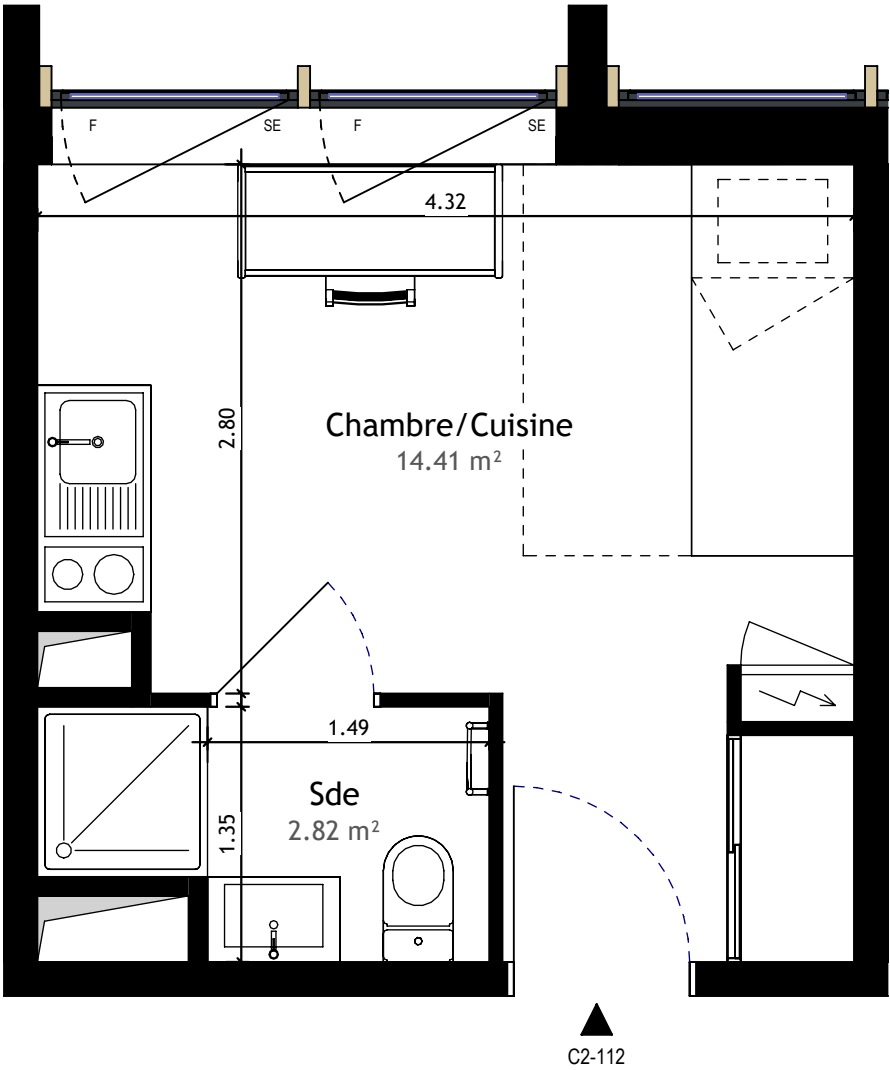 F
SE
F
SE
4.32
2.80
Chambre/Cuisine
14.41 m²
1.49
Sde
2.82 m²
1.35
C2-112